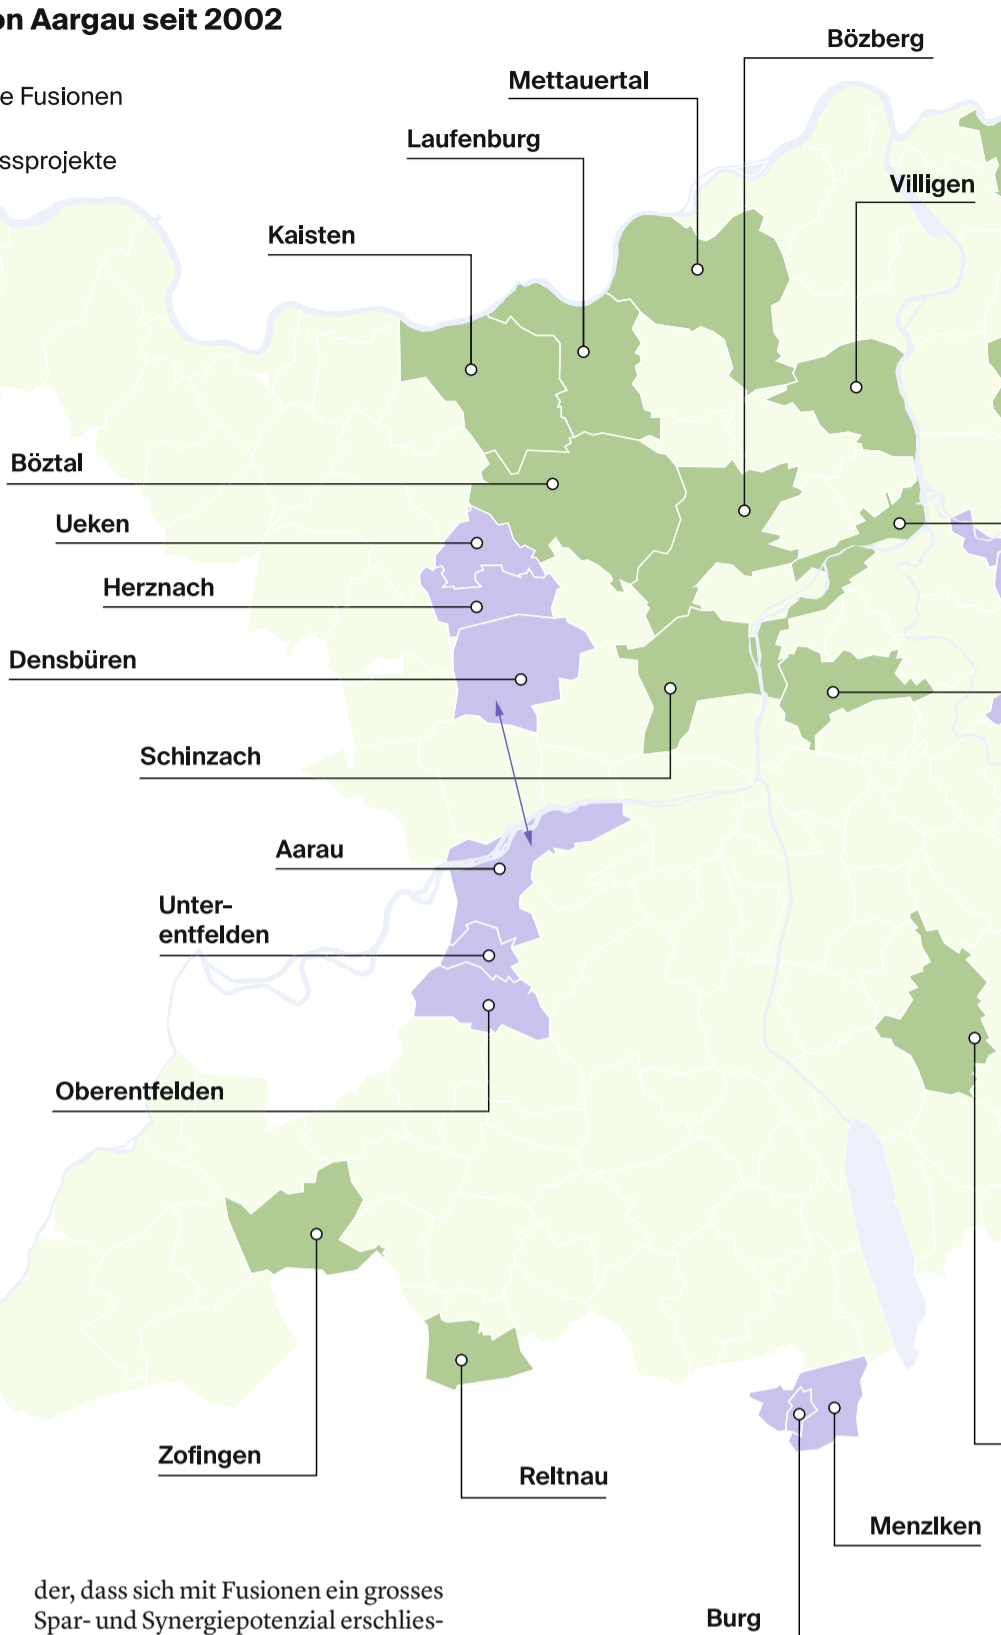 on Aargau seit 2002
e Fusionen
ssprojekte
Bözberg
Mettauertal
Laufenburg
Villigen
Kaisten
Böztal
Ueken
Herznach
Densbüren
Schinzach
Aarau
Unter-
entfelden
Oberentfelden
Zofingen
Reltnau
Menzlken
Burg
der, dass sich mit Fusionen ein grosses
Spar- und Synergiepotenzial erschlies-